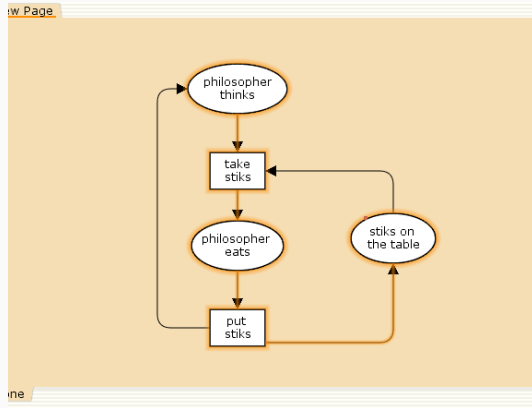 ew Page
philosopher
thinks
take
stiks
philosopher
eats
stiks on
the table
put
stiks
one